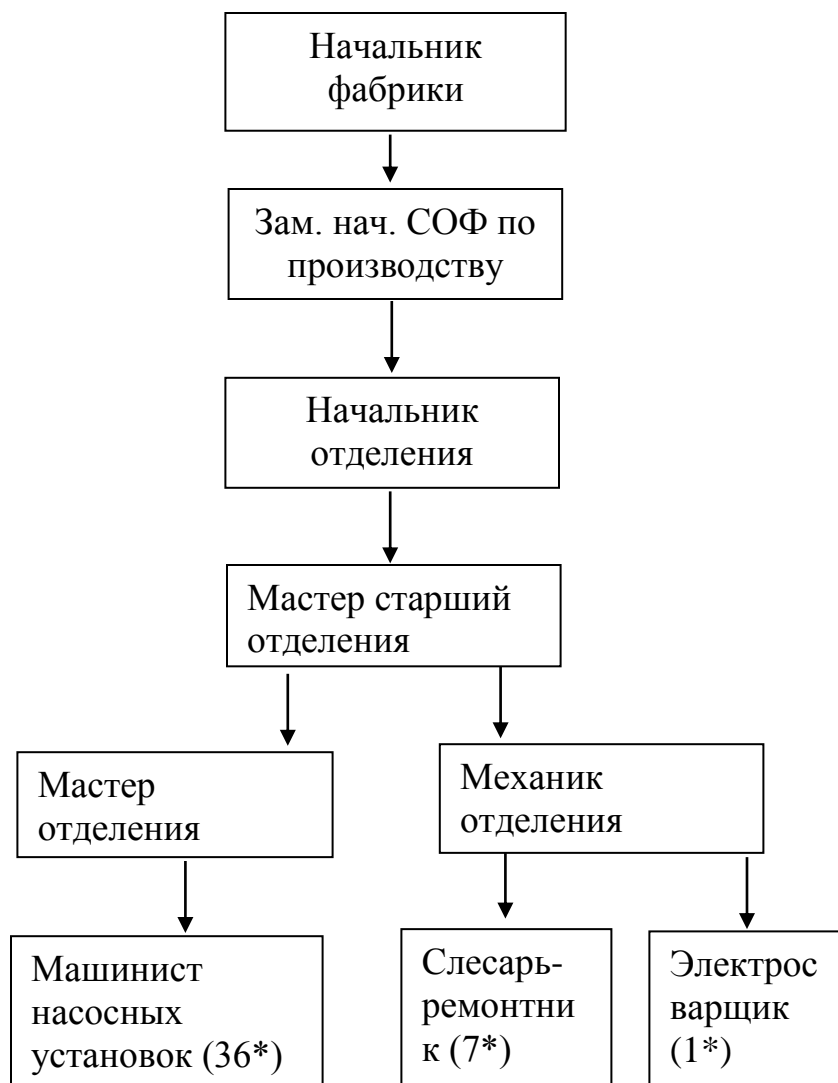 Начальник
фабрики
Зам. нач. СОФ по
производству
Начальник
отделения
Мастер старший
отделения
Мастер
отделения
Механик
отделения
Машинист
насосных
установок (36*)
Слесарь-
ремонтни
к (7*)
Электрос
варщик
(1*)